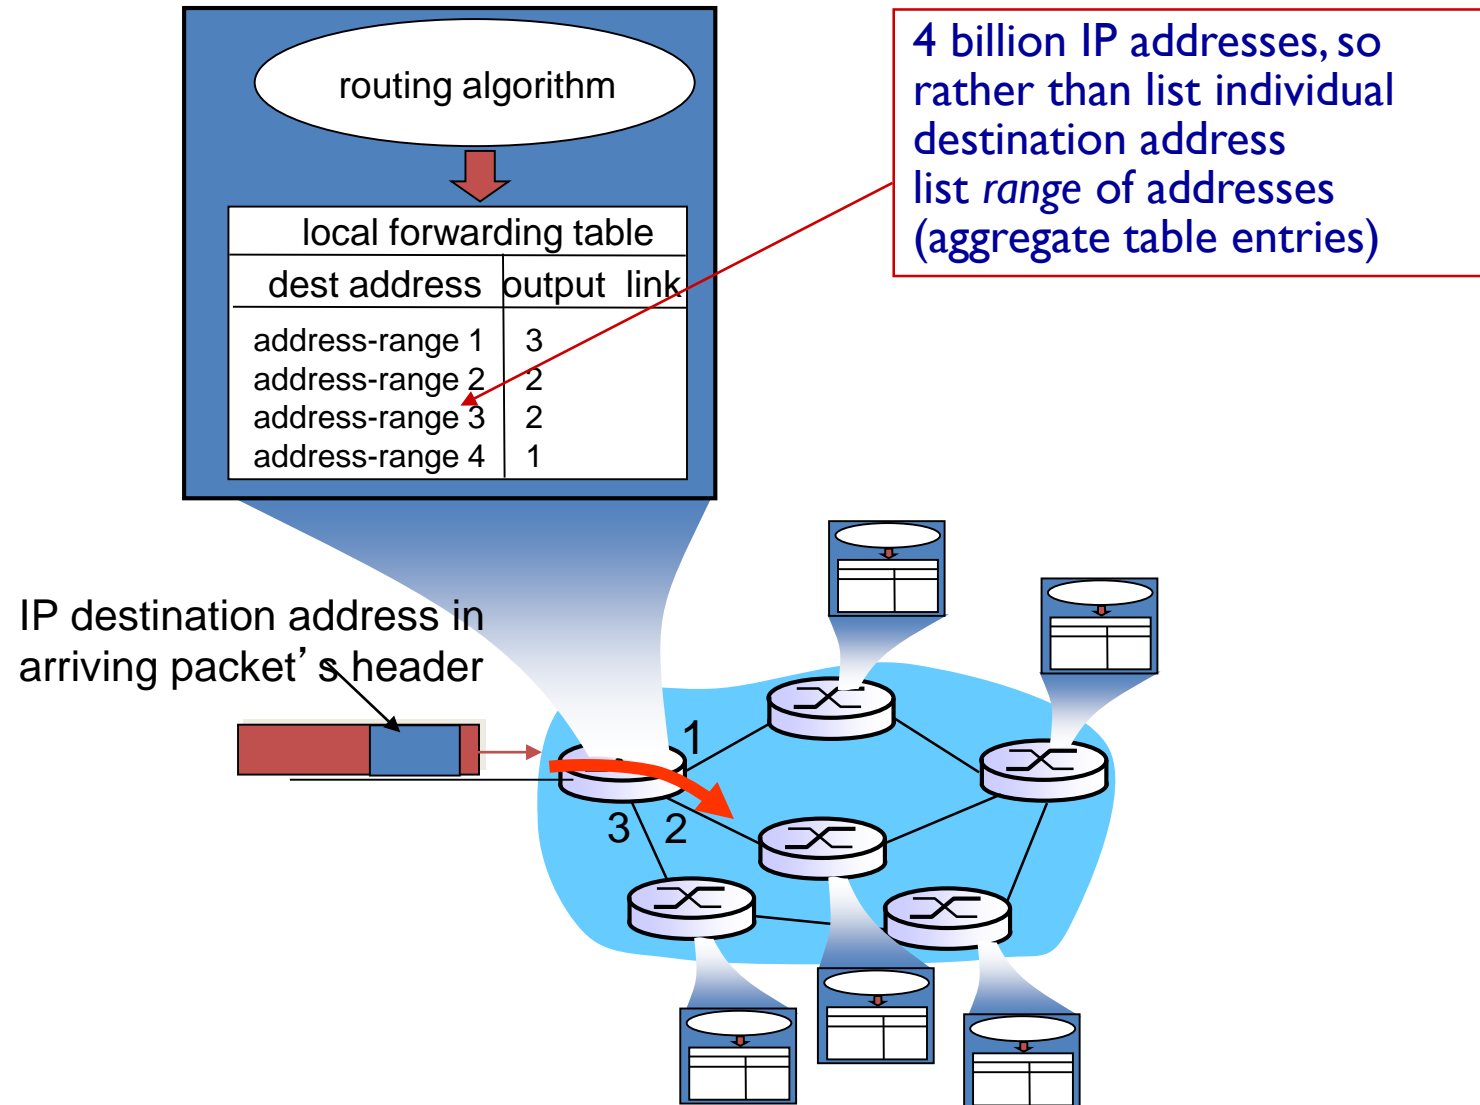 routing algorithm
local forwarding table
dest address output link
address-range 1 3
address-range 2 2
address-range 3 2
address-range 4 1
4 billion IP addresses, so
rather than list individual
destination address
list range of addresses
(aggregate table entries)
IP destination address in
arriving packet’s header
1
3 2